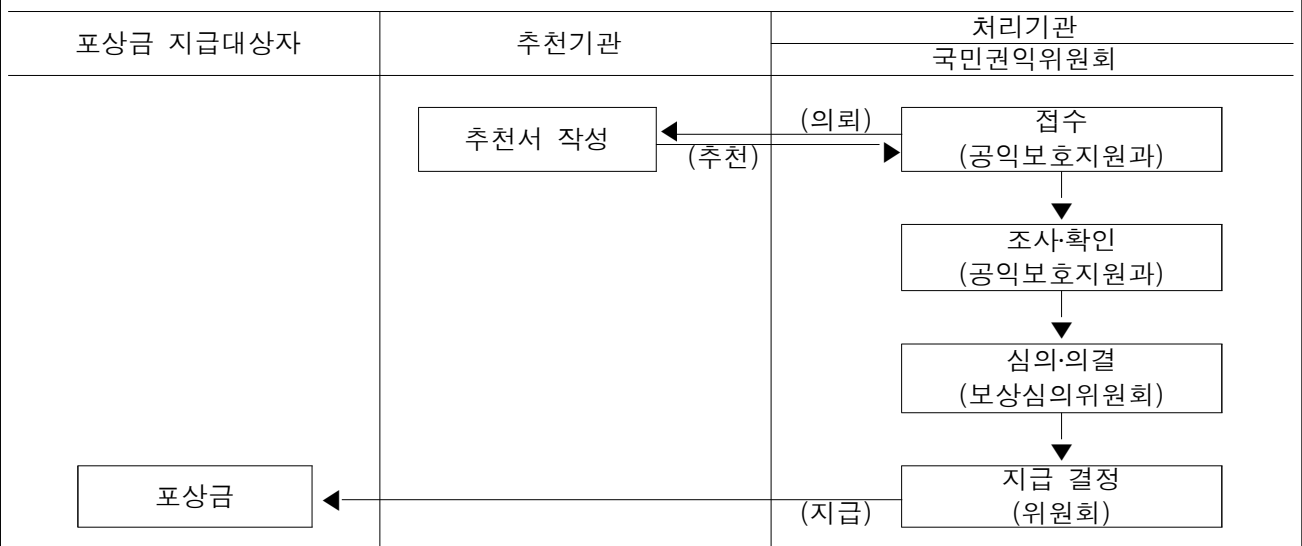 포상금 지급대상자
추천기관
처리기관
국민권익위원회
추천서 작성
(의뢰)
(추천)
접수
(공익보호지원과)
조사·확인
(공익보호지원과)
심의·의결
(보상심의위원회)
지급 결정
(위원회)
(지급)
포상금